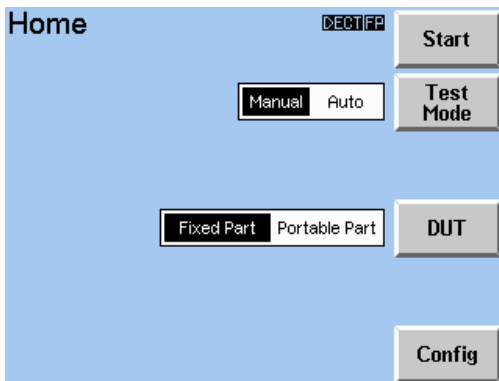 Home
DECT FP
Start
Manual Auto
Test
Mode
Fixed Part Portable Part
DUT
Config